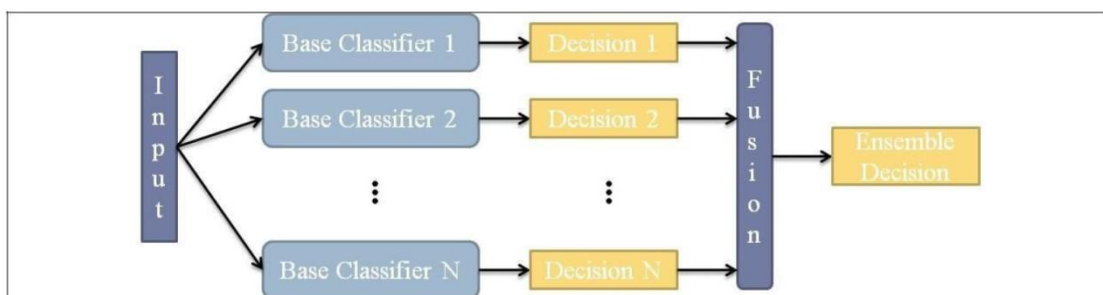 Input
Base Classifier 1
Decision 1
Base Classifier 2
Decision 2
Base Classifier N
Decision N
Fusion
Ensemble
Decision